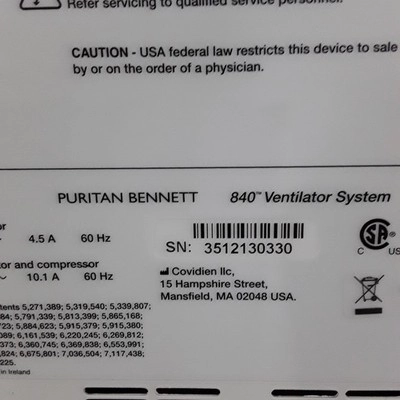 Refer servicing to qualified service personnel.
CAUTION - USA federal law restricts this device to sale
by or on the order of a physician.
PURITAN BENNETT 840™ Ventilator System
4.5 A 60 Hz
SN: 3512130330
tor and compressor
10.1 A 60 Hz
Covidien llc,
15 Hampshire Street,
Mansfield, MA 02048 USA.
SA ®
C US
tents 5,271,389; 5,319,540; 5,339,807;
84; 5,791,339; 5,813,399; 5,865,168;
723; 5,884,623; 5,915,379; 5,915,380;
089; 6,161,539; 6,220,245; 6,269,812;
373; 6,360,745; 6,369,838; 6,553,991;
,824; 6,675,801; 7,036,504; 7,117,438;
225.
in Ireland